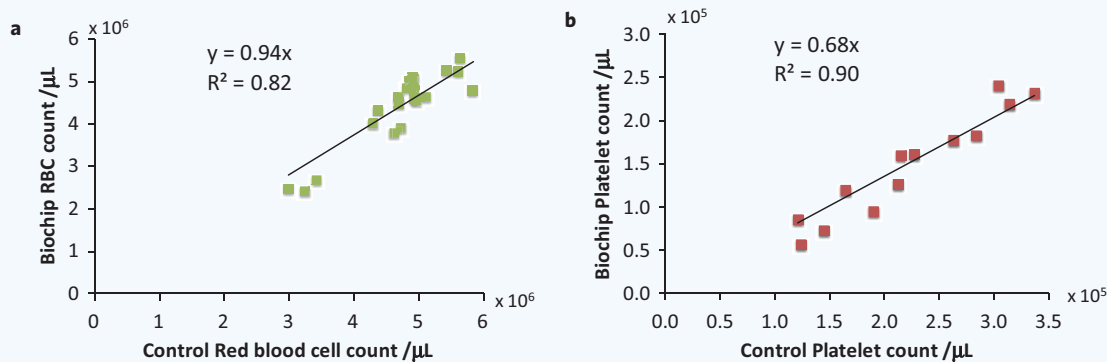 a
x 10⁶
Biochip RBC count /µL
6
5
4
3
2
1
0
y = 0.94x
R² = 0.82
0 1 2 3 4 5 6
x 10⁶
Control Red blood cell count /µL
b
x 10⁵
Biochip Platelet count /µL
3.0
2.5
2.0
1.5
1.0
0.5
0.0
y = 0.68x
R² = 0.90
0.0 0.5 1.0 1.5 2.0 2.5 3.0 3.5
x 10⁵
Control Platelet count /µL